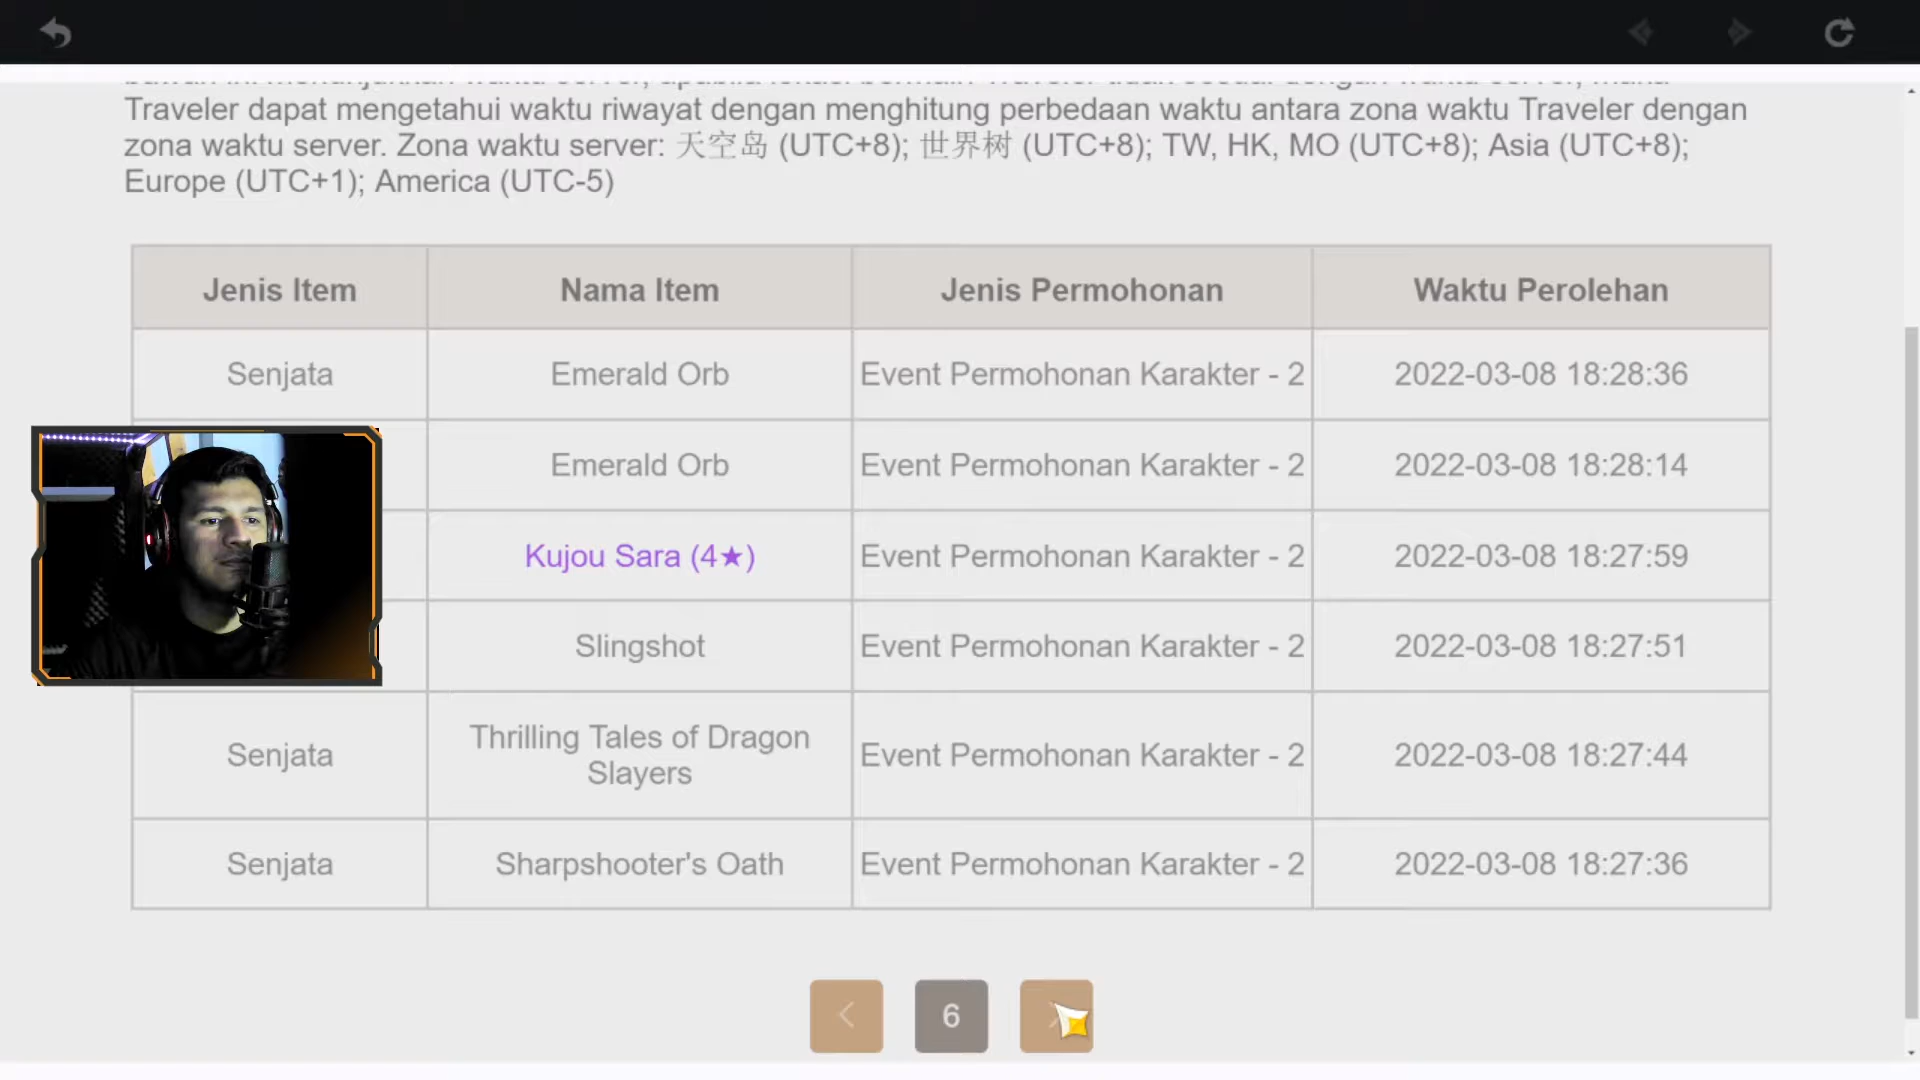 Traveler dapat mengetahui waktu riwayat dengan menghitung perbedaan waktu antara zona waktu Traveler dengan
zona waktu server. Zona waktu server: 天空岛 (UTC+8); 世界树 (UTC+8); TW, HK, MO (UTC+8); Asia (UTC+8);
Europe (UTC+1); America (UTC-5)
Jenis Item Nama Item Jenis Permohonan Waktu Perolehan
Senjata Emerald Orb Event Permohonan Karakter - 2 2022-03-08 18:28:36
Emerald Orb Event Permohonan Karakter - 2 2022-03-08 18:28:14
Kujou Sara (4★) Event Permohonan Karakter - 2 2022-03-08 18:27:59
Slingshot Event Permohonan Karakter - 2 2022-03-08 18:27:51
Senjata Thrilling Tales of Dragon Slayers Event Permohonan Karakter - 2 2022-03-08 18:27:44
Senjata Sharpshooter's Oath Event Permohonan Karakter - 2 2022-03-08 18:27:36
6